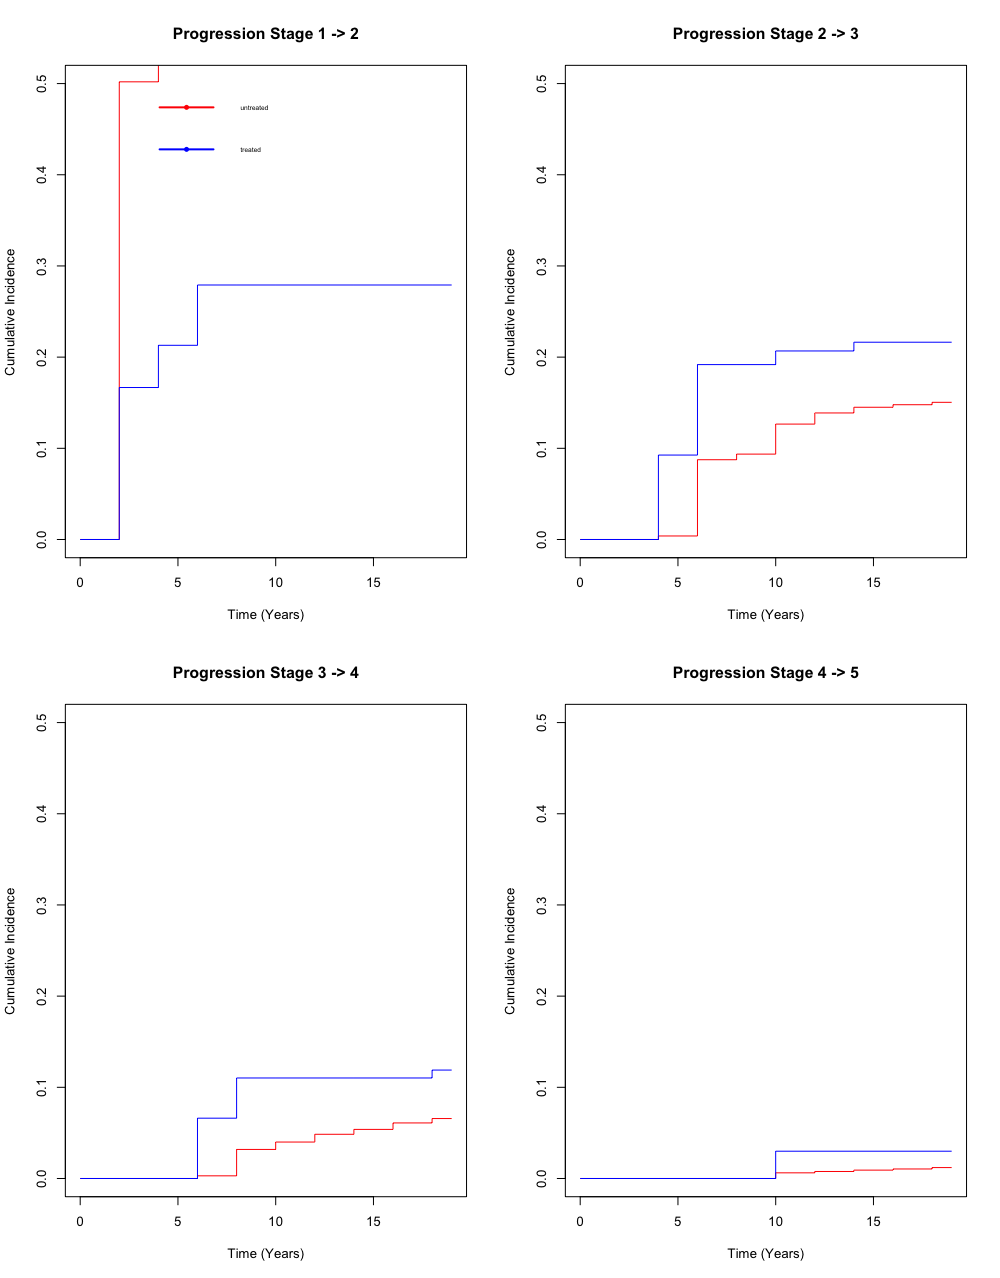 Progression Stage 1 -> 2
Cumulative Incidence
0.5
0.4
0.3
0.2
0.1
0.0
untreated
treated
0 5 10 15
Time (Years)
Progression Stage 2 -> 3
Cumulative Incidence
0.5
0.4
0.3
0.2
0.1
0.0
0 5 10 15
Time (Years)
Progression Stage 3 -> 4
Cumulative Incidence
0.5
0.4
0.3
0.2
0.1
0.0
0 5 10 15
Time (Years)
Progression Stage 4 -> 5
Cumulative Incidence
0.5
0.4
0.3
0.2
0.1
0.0
0 5 10 15
Time (Years)